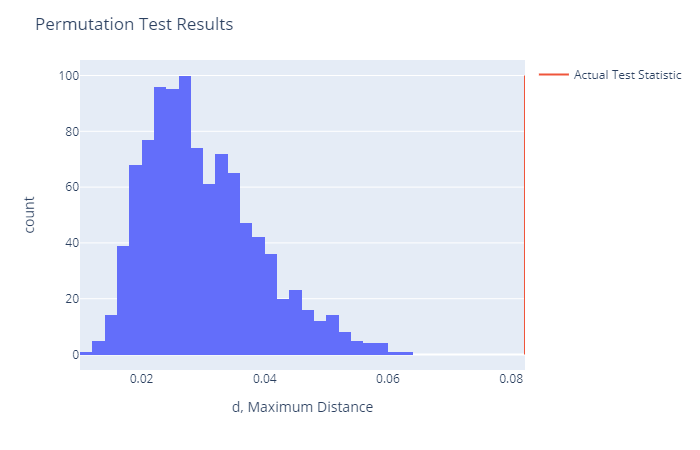 Permutation Test Results
100
80
60
40
20
0
count
0.02
0.04
0.06
0.08
d, Maximum Distance
Actual Test Statistic